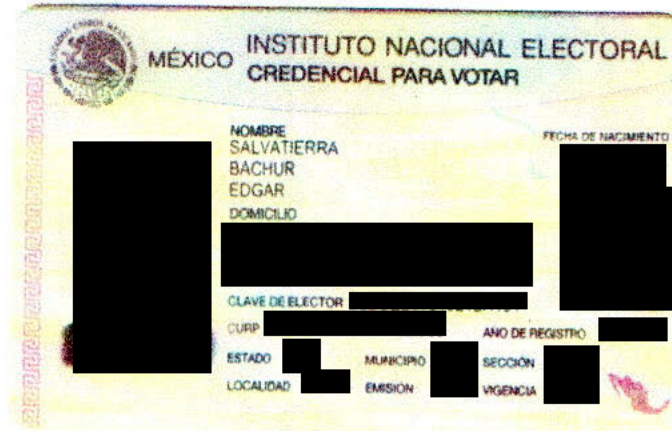 MÉXICO
INSTITUTO NACIONAL ELECTORAL
CREDENCIAL PARA VOTAR
NOMBRE
SALVATIERRA
BACHUR
EDGAR
FECHA DE NACIMIENTO
DOMICILIO
CLAVE DE ELECTOR
CURP
AÑO DE REGISTRO
ESTADO
MUNICIPIO
SECCIÓN
LOCALIDAD
EMISIÓN
VIGENCIA